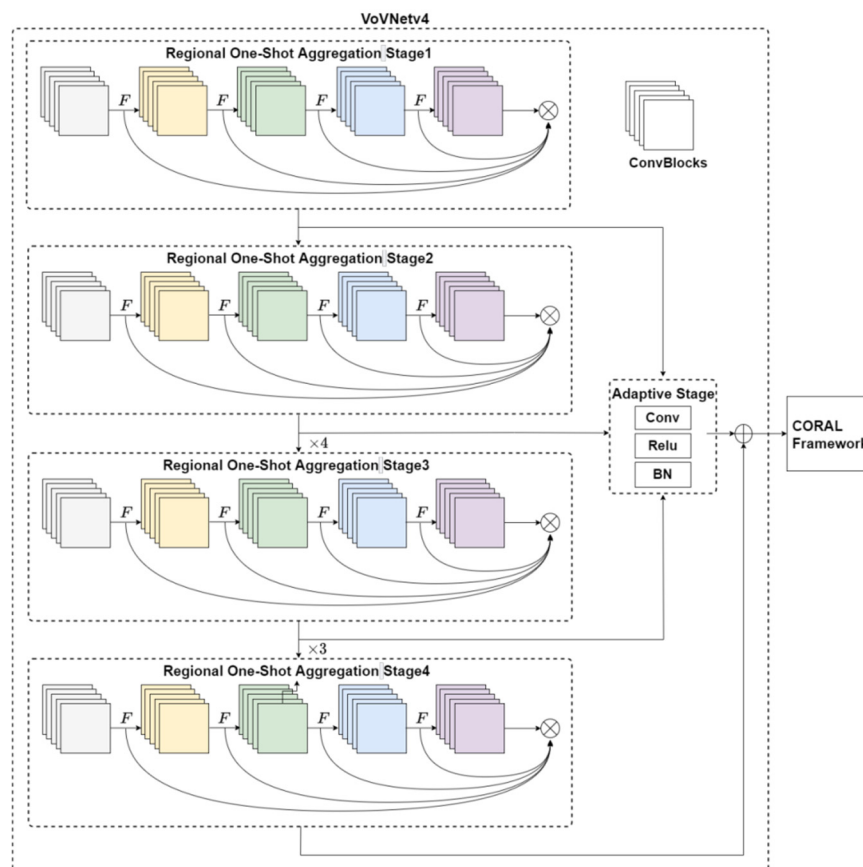 VoVNetv4
Regional One-Shot Aggregation Stage1
F F F F
ConvBlocks
Regional One-Shot Aggregation Stage2
F F F F
Adaptive Stage
Conv
Relu
BN
CORAL
Framework
×4
Regional One-Shot Aggregation Stage3
F F F F
×3
Regional One-Shot Aggregation Stage4
F F F F